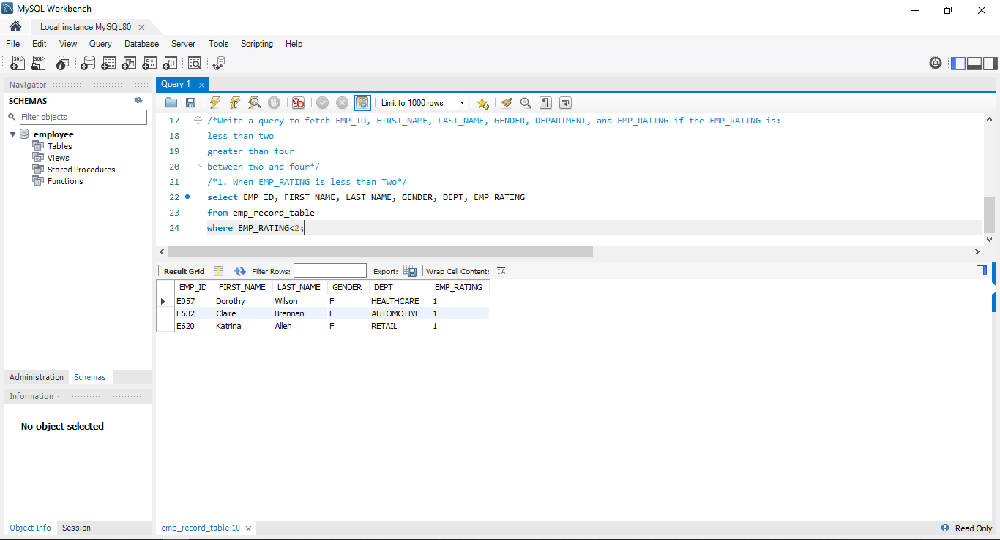 MySQL Workbench
Local instance MySQL80
File Edit View Query Database Server Tools Scripting Help
Navigator
SCHEMAS
Filter objects
employee
Tables
Views
Stored Procedures
Functions
Administration Schemas
Information
No object selected
Object Info Session
Query 1
Limit to 1000 rows
17 /*Write a query to fetch EMP_ID, FIRST_NAME, LAST_NAME, GENDER, DEPARTMENT, and EMP_RATING if the EMP_RATING is:
18 less than two
19 greater than four
20 between two and four*/
21 /*1. When EMP_RATING is less than Two*/
22 select EMP_ID, FIRST_NAME, LAST_NAME, GENDER, DEPT, EMP_RATING
23 from emp_record_table
24 where EMP_RATING<2;
Result Grid Filter Rows: Export: Wrap Cell Content:
EMP_ID FIRST_NAME LAST_NAME GENDER DEPT EMP_RATING
E057 Dorothy Wilson F HEALTHCARE 1
E532 Claire Brennan F AUTOMOTIVE 1
E620 Katrina Allen F RETAIL 1
emp_record_table 10
Read Only